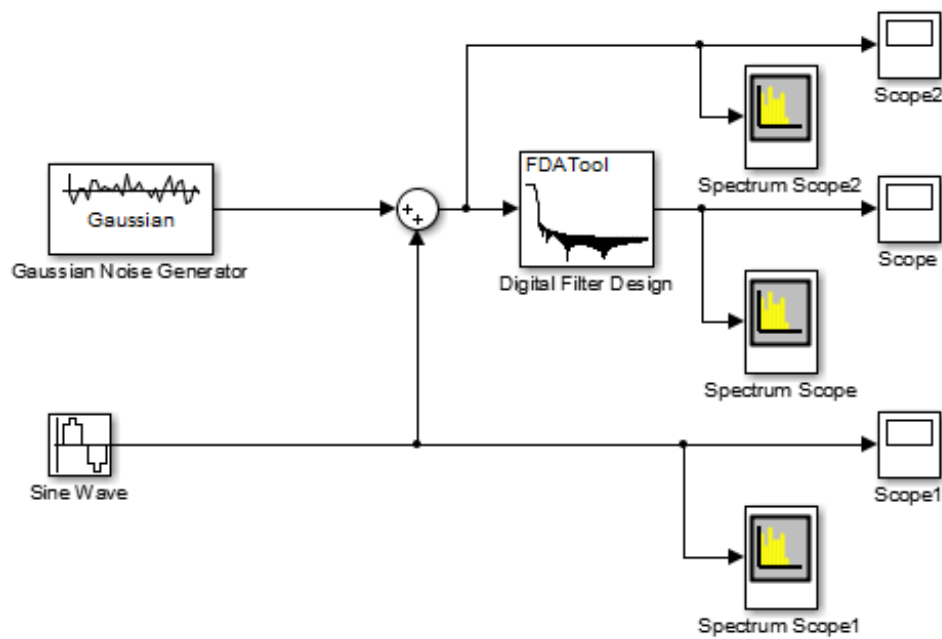 Scope2
FDATool
Spectrum Scope2
Gaussian
Gaussian Noise Generator
Digital Filter Design
Scope
Spectrum Scope
Sine Wave
Scope1
Spectrum Scope1